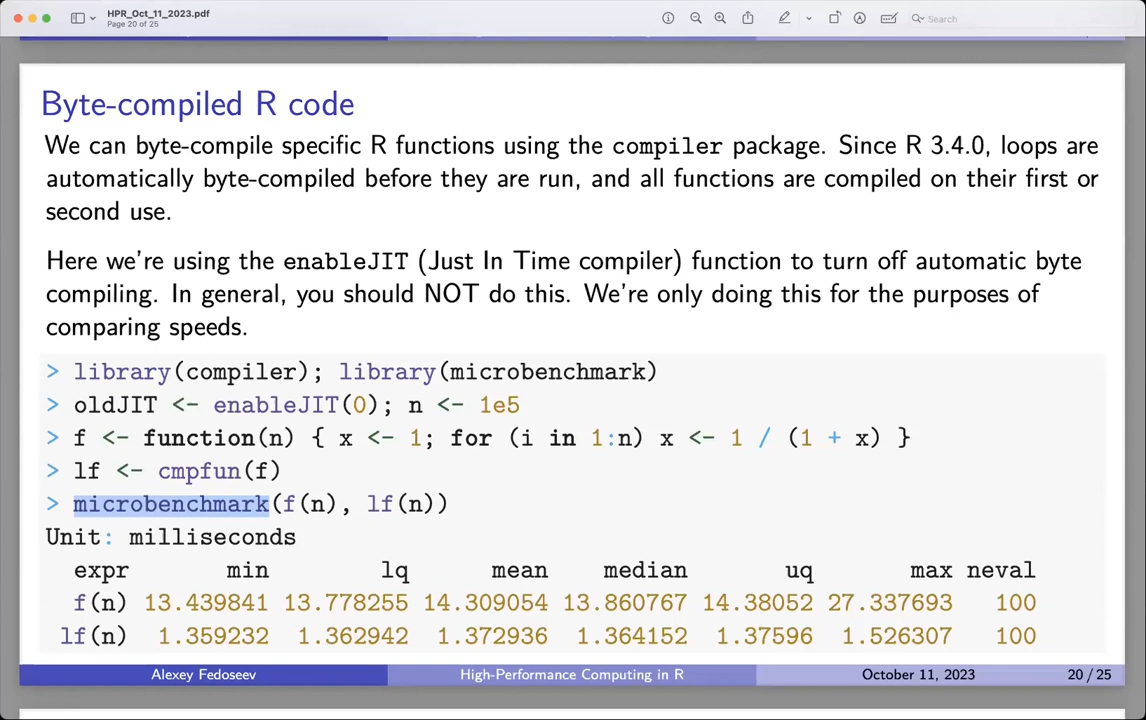 HPR_Oct_11_2023.pdf
Page 20 of 25
Search
Byte-compiled R code
We can byte-compile specific R functions using the compiler package. Since R 3.4.0, loops are
automatically byte-compiled before they are run, and all functions are compiled on their first or
second use.
Here we're using the enableJIT (Just In Time compiler) function to turn off automatic byte
compiling. In general, you should NOT do this. We're only doing this for the purposes of
comparing speeds.
> library(compiler); library(microbenchmark)
> oldJIT <- enableJIT(0); n <- 1e5
> f <- function(n) { x <- 1; for (i in 1:n) x <- 1 / (1 + x) }
> lf <- cmpfun(f)
> microbenchmark(f(n), lf(n))
Unit: milliseconds
expr min lq mean median uq max neval
f(n) 13.439841 13.778255 14.309054 13.860767 14.38052 27.337693 100
lf(n) 1.359232 1.362942 1.372936 1.364152 1.37596 1.526307 100
Alexey Fedoseev High-Performance Computing in R October 11, 2023 20 / 25